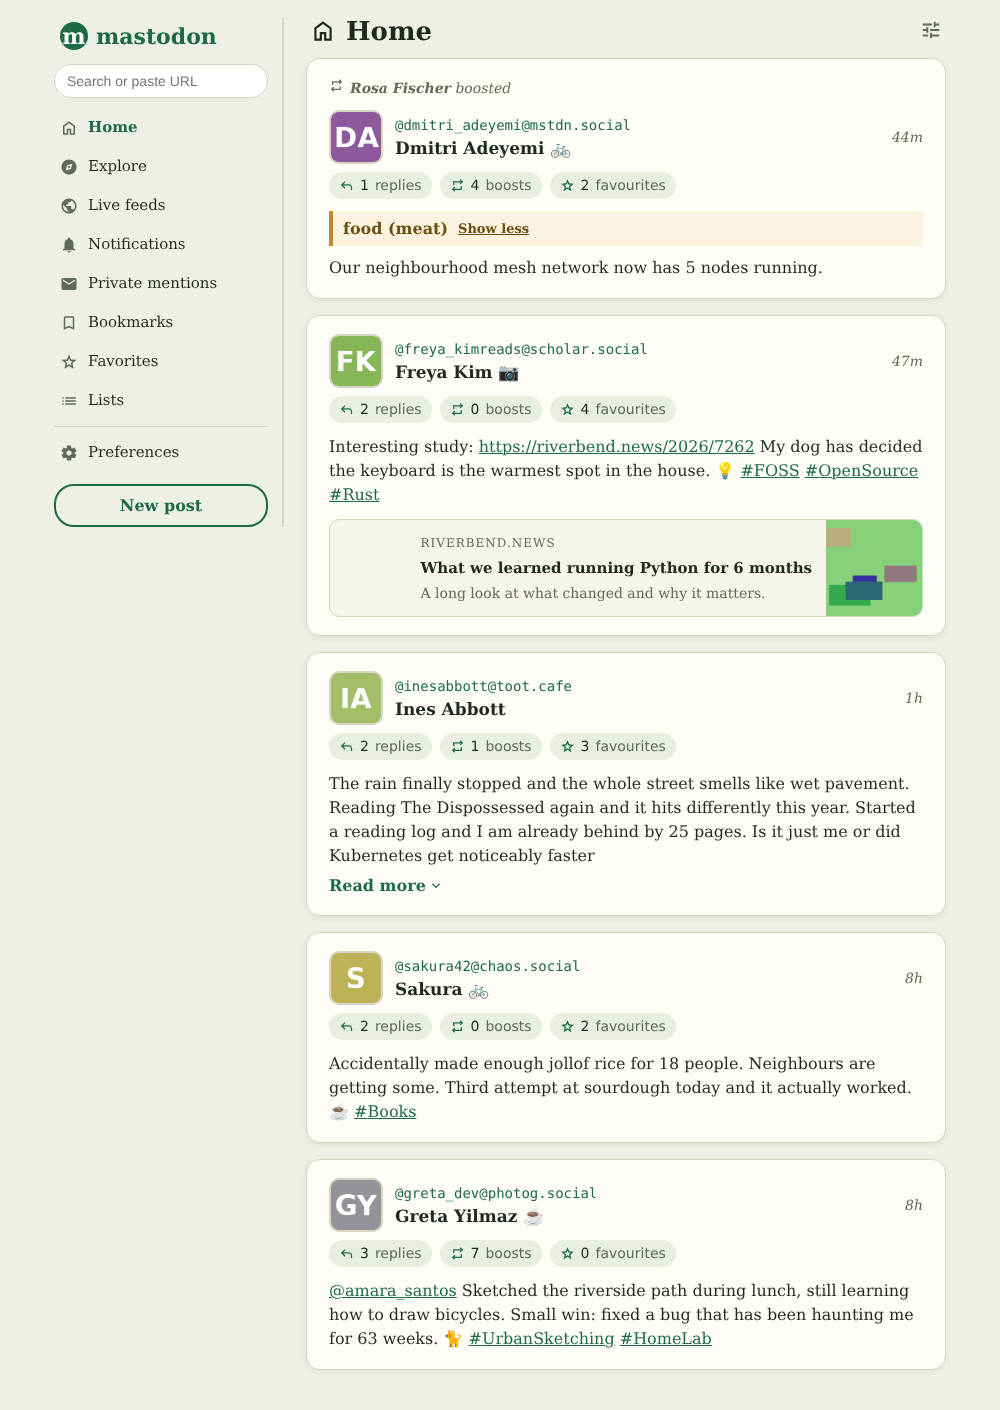 mastodon
Search or paste URL
Home
Explore
Live feeds
Notifications
Private mentions
Bookmarks
Favorites
Lists
Preferences
New post
Home
Rosa Fischer boosted
DA
@dmitri_adeyemi@mstdn.social
Dmitri Adeyemi 🚲
44m
1 replies 4 boosts 2 favourites
food (meat) Show less
Our neighbourhood mesh network now has 5 nodes running.
FK
@freya_kimreads@scholar.social
Freya Kim 📷
47m
2 replies 0 boosts 4 favourites
Interesting study: https://riverbend.news/2026/7262 My dog has decided
the keyboard is the warmest spot in the house. 💡 #FOSS #OpenSource
#Rust
RIVERBEND.NEWS
What we learned running Python for 6 months
A long look at what changed and why it matters.
IA
@inesabbott@toot.cafe
Ines Abbott
1h
2 replies 1 boosts 3 favourites
The rain finally stopped and the whole street smells like wet pavement.
Reading The Dispossessed again and it hits differently this year. Started
a reading log and I am already behind by 25 pages. Is it just me or did
Kubernetes get noticeably faster
Read more
S
@sakura42@chaos.social
Sakura 🚲
8h
2 replies 0 boosts 2 favourites
Accidentally made enough jollof rice for 18 people. Neighbours are
getting some. Third attempt at sourdough today and it actually worked.
☕ #Books
GY
@greta_dev@photog.social
Greta Yilmaz ☕
8h
3 replies 7 boosts 0 favourites
@amara_santos Sketched the riverside path during lunch, still learning
how to draw bicycles. Small win: fixed a bug that has been haunting me
for 63 weeks. 🐈 #UrbanSketching #HomeLab